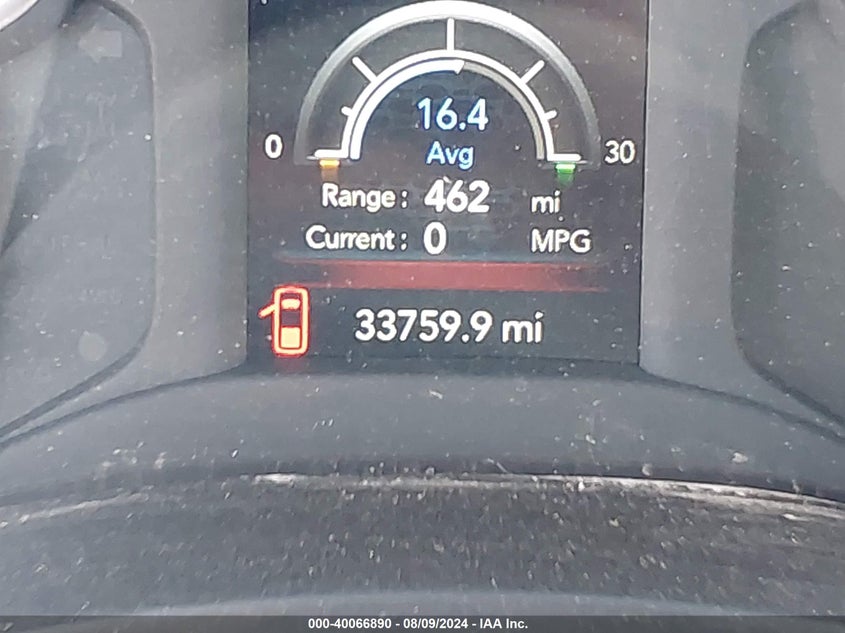 16.4
0 Avg 30
Range: 462 mi
Current: 0 MPG
33759.9 mi
000-40066890 - 08/09/2024 - IAA Inc.